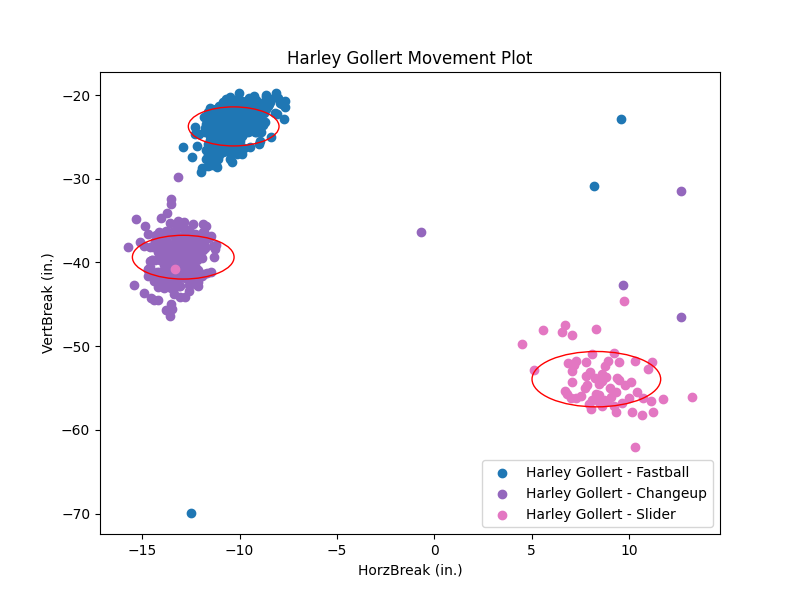 Harley Gollert Movement Plot
VertBreak (in.)
−20
−30
−40
−50
−60
−70
−15
−10
−5
0
5
10
HorzBreak (in.)
Harley Gollert - Fastball
Harley Gollert - Changeup
Harley Gollert - Slider